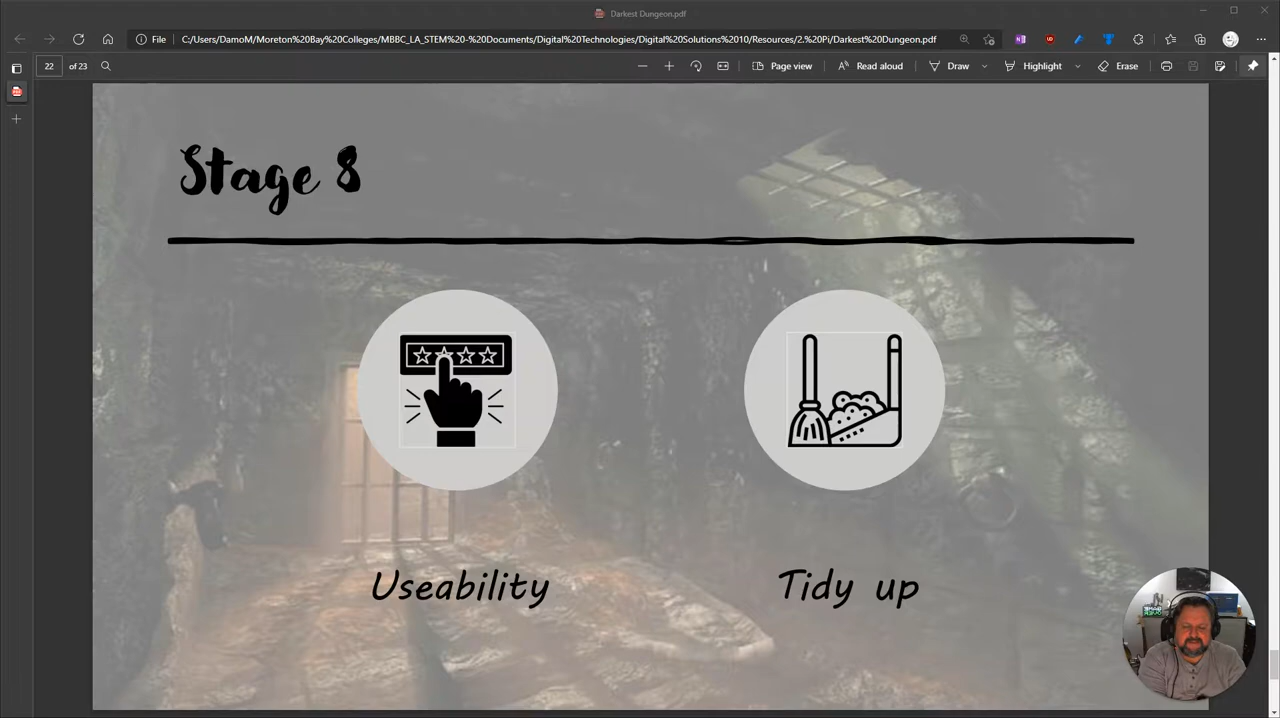 Darkest Dungeon.pdf
File
C:/Users/DamoM/Moreton%20Bay%20Colleges/MBBC_LA_STEM%20-%20Documents/Digital%20Technologies/Digital%20Solutions%2010/Resources/2.%20Pi/Darkest%20Dungeon.pdf
22 of 23
Page view
Read aloud
Draw
Highlight
Erase
Stage 8
Useability
Tidy up